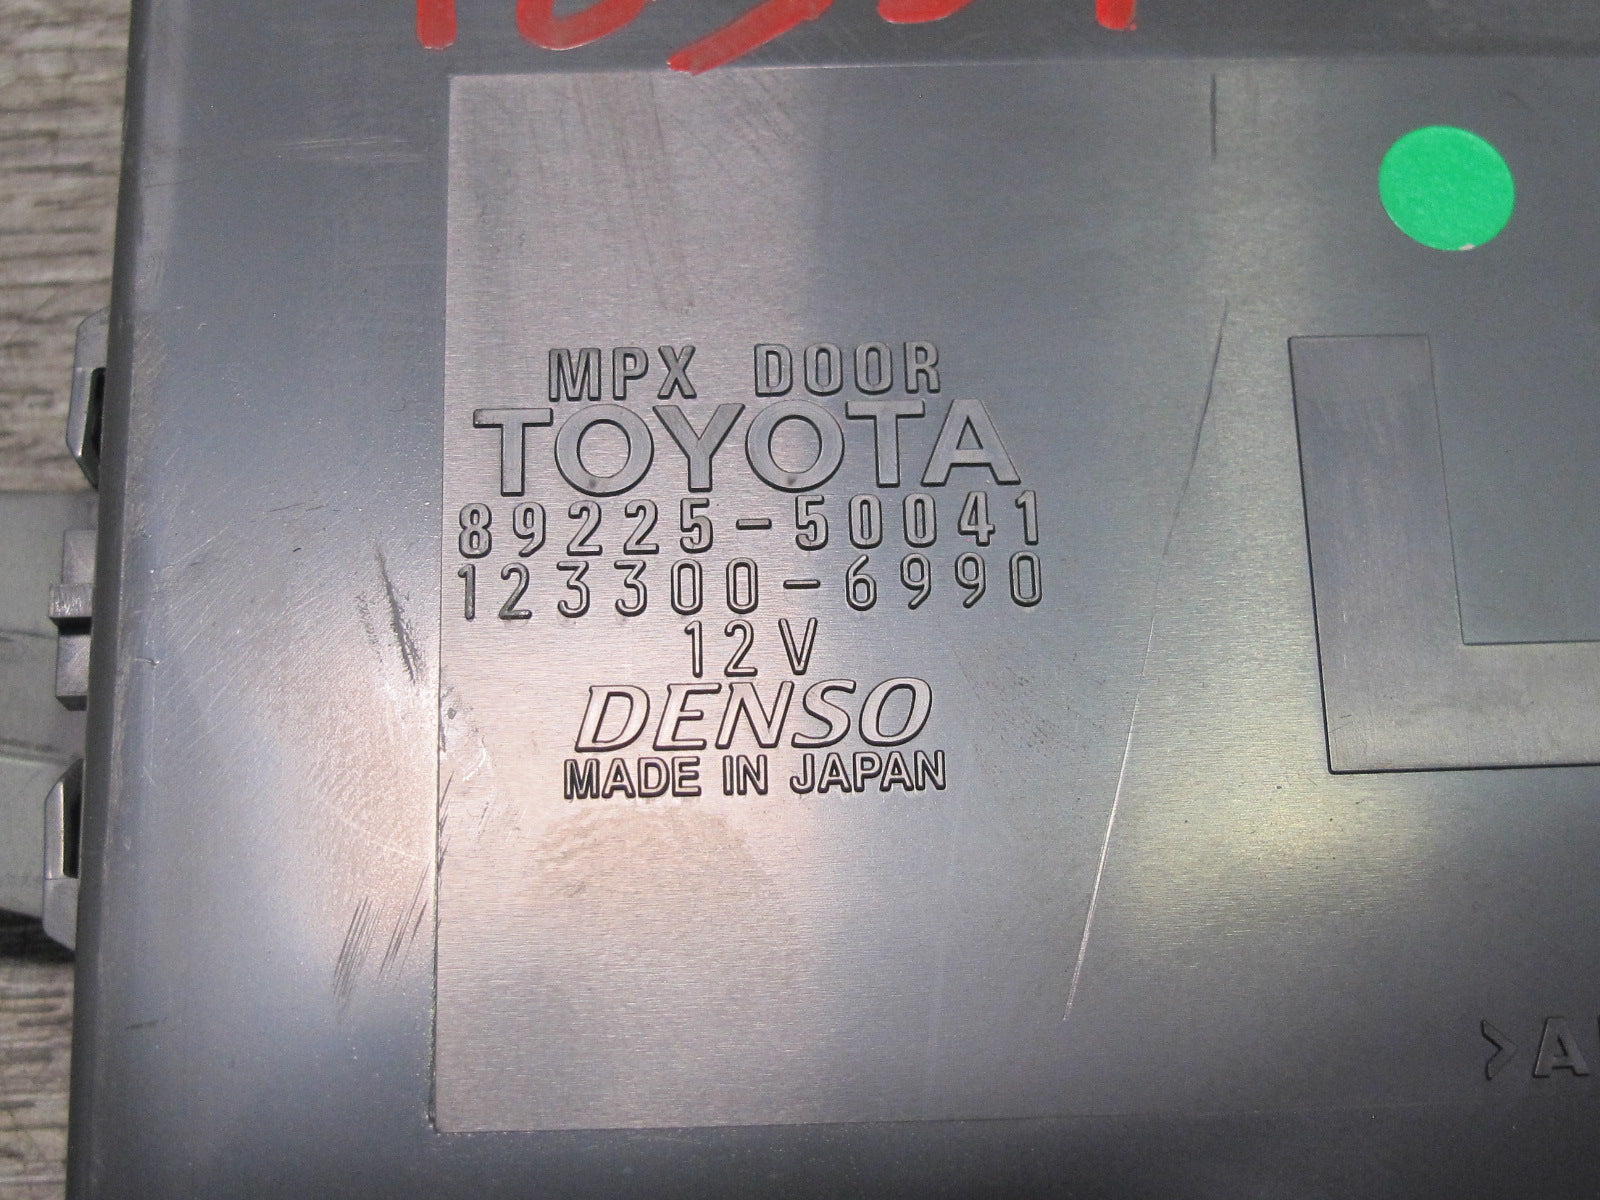 MPX DOOR
TOYOTA
89225-50041
123300-6990
12V
DENSO
MADE IN JAPAN
L
>A